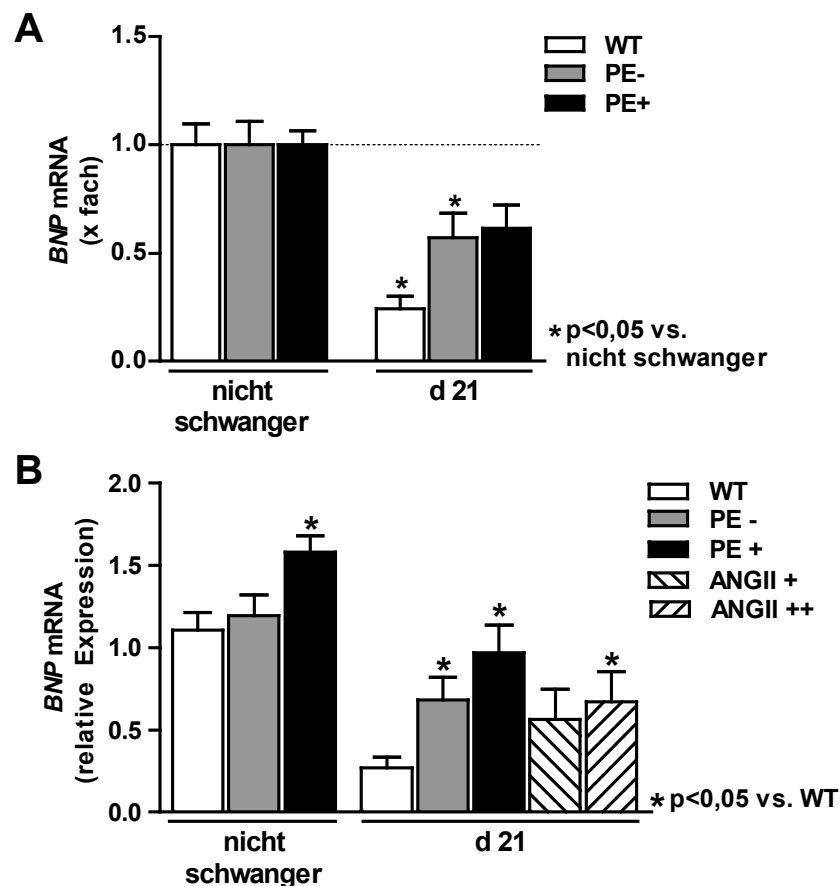 A
1.5
1.0
0.5
0.0
BNP mRNA
(x fach)
WT
PE-
PE+
*
*
* p<0,05 vs.
nicht schwanger
nicht
schwanger
d 21
B
2.0
1.5
1.0
0.5
0.0
BNP mRNA
(relative Expression)
WT
PE -
PE +
ANGII +
ANGII ++
*
*
*
*
* p<0,05 vs. WT
nicht
schwanger
d 21